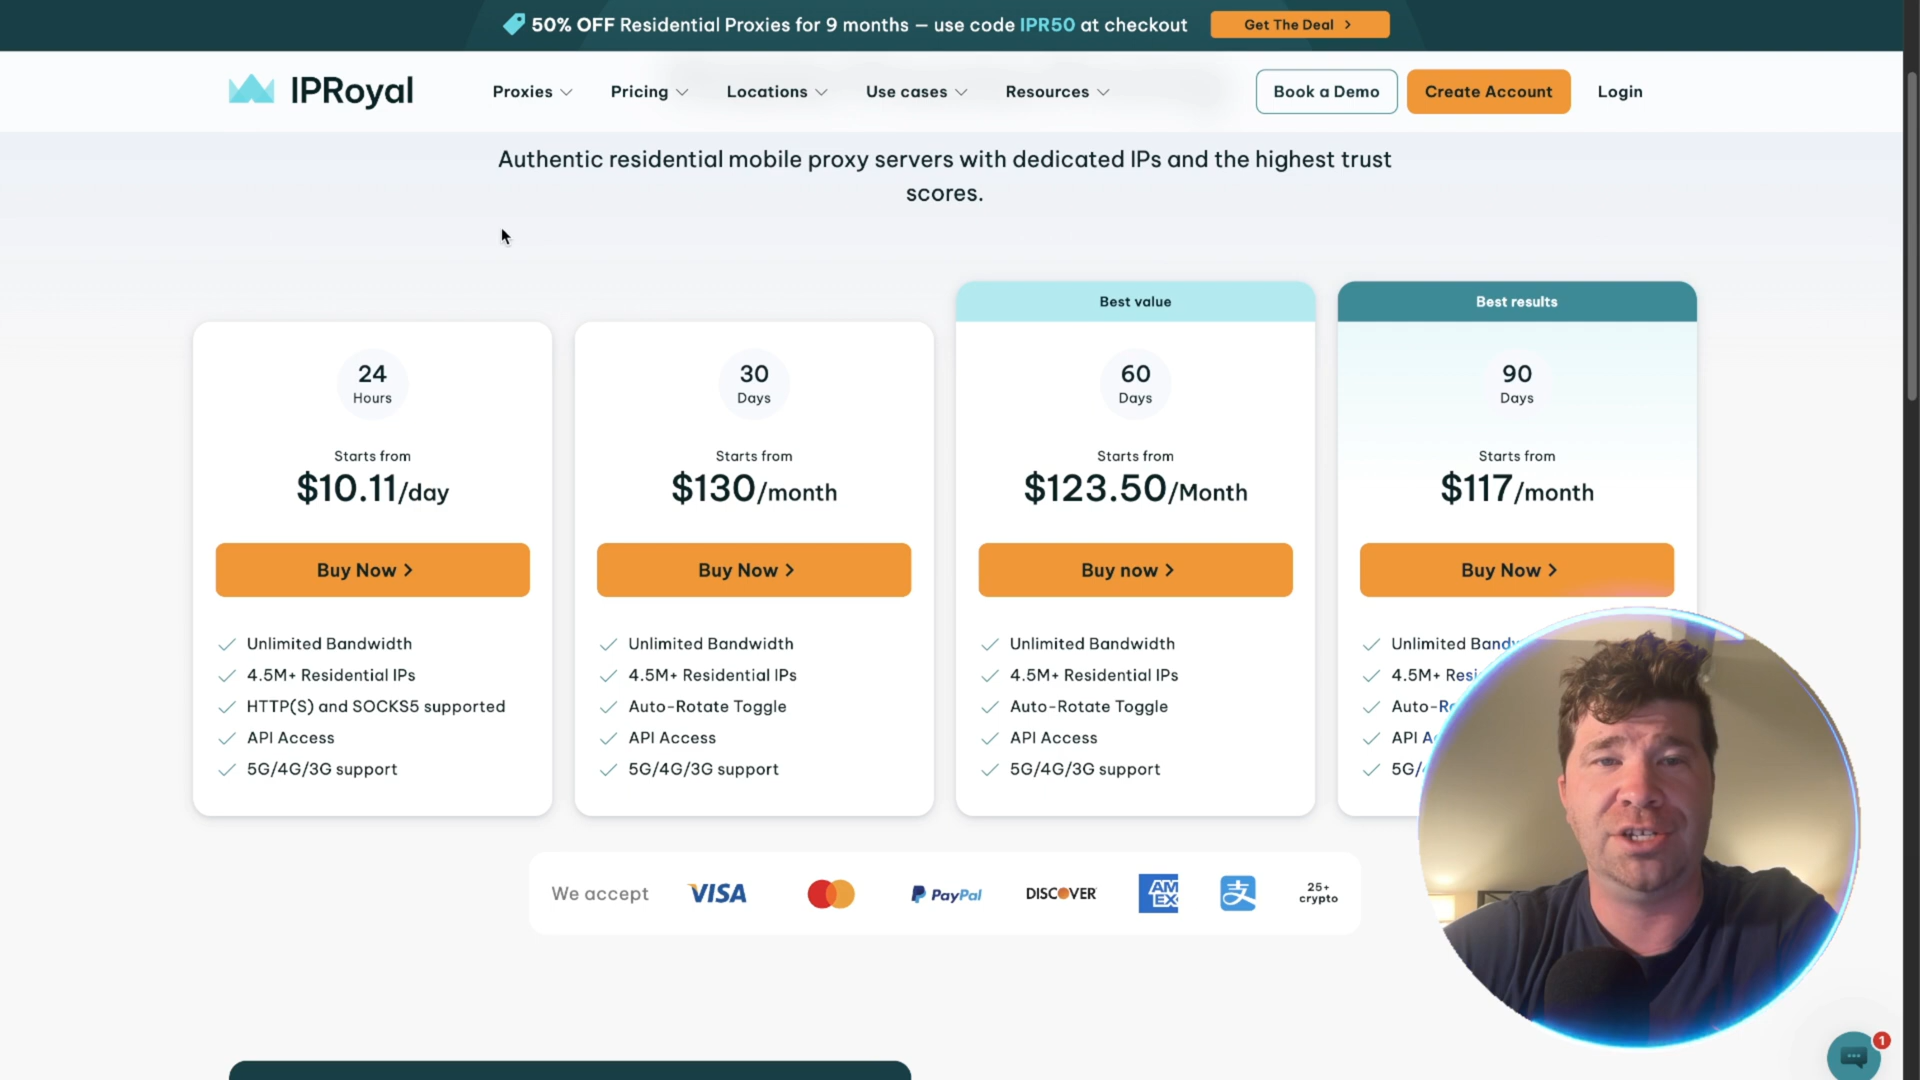 50% OFF Residential Proxies for 9 months — use code IPR50 at checkout
Get The Deal
IPRoyal
Proxies
Pricing
Locations
Use cases
Resources
Book a Demo
Create Account
Login
Authentic residential mobile proxy servers with dedicated IPs and the highest trust
scores.
24
Hours
Starts from
$10.11/day
Buy Now
Unlimited Bandwidth
4.5M+ Residential IPs
HTTP(S) and SOCKS5 supported
API Access
5G/4G/3G support
30
Days
Starts from
$130/month
Buy Now
Unlimited Bandwidth
4.5M+ Residential IPs
Auto-Rotate Toggle
API Access
5G/4G/3G support
Best value
60
Days
Starts from
$123.50/Month
Buy now
Unlimited Bandwidth
4.5M+ Residential IPs
Auto-Rotate Toggle
API Access
5G/4G/3G support
Best results
90
Days
Starts from
$117/month
Buy Now
Unlimited
4.5M+
API
We accept
VISA
PayPal
DISCOVER
AM
EX
支
25+
crypto
1